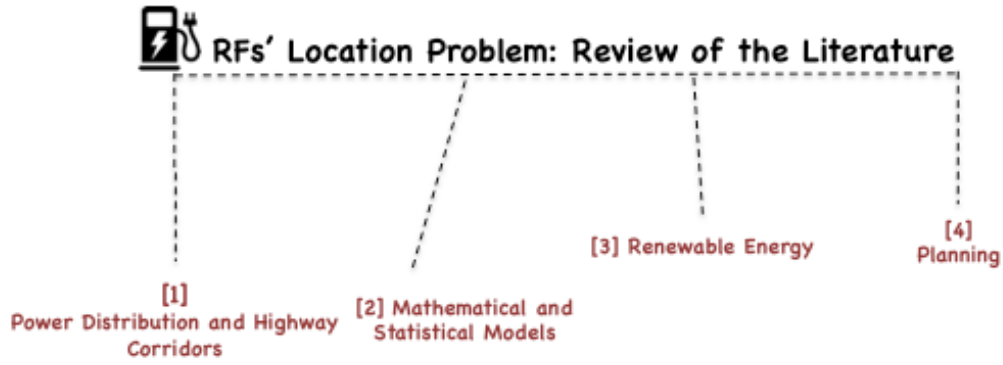 RFs' Location Problem: Review of the Literature
[1]
Power Distribution and Highway
Corridors
[2] Mathematical and
Statistical Models
[3] Renewable Energy
[4]
Planning